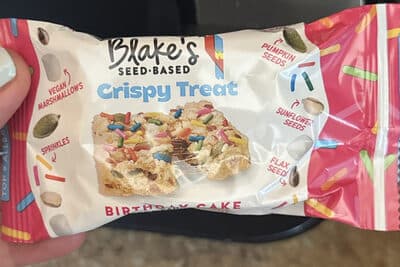 Blake's
SEED·BASED
Crispy Treat
VEGAN
MARSHMALLOWS
SPRINKLES
PUMPKIN
SEEDS
SUNFLOWER
SEEDS
FLAX
SEEDS
BIRTHDAY CAKE